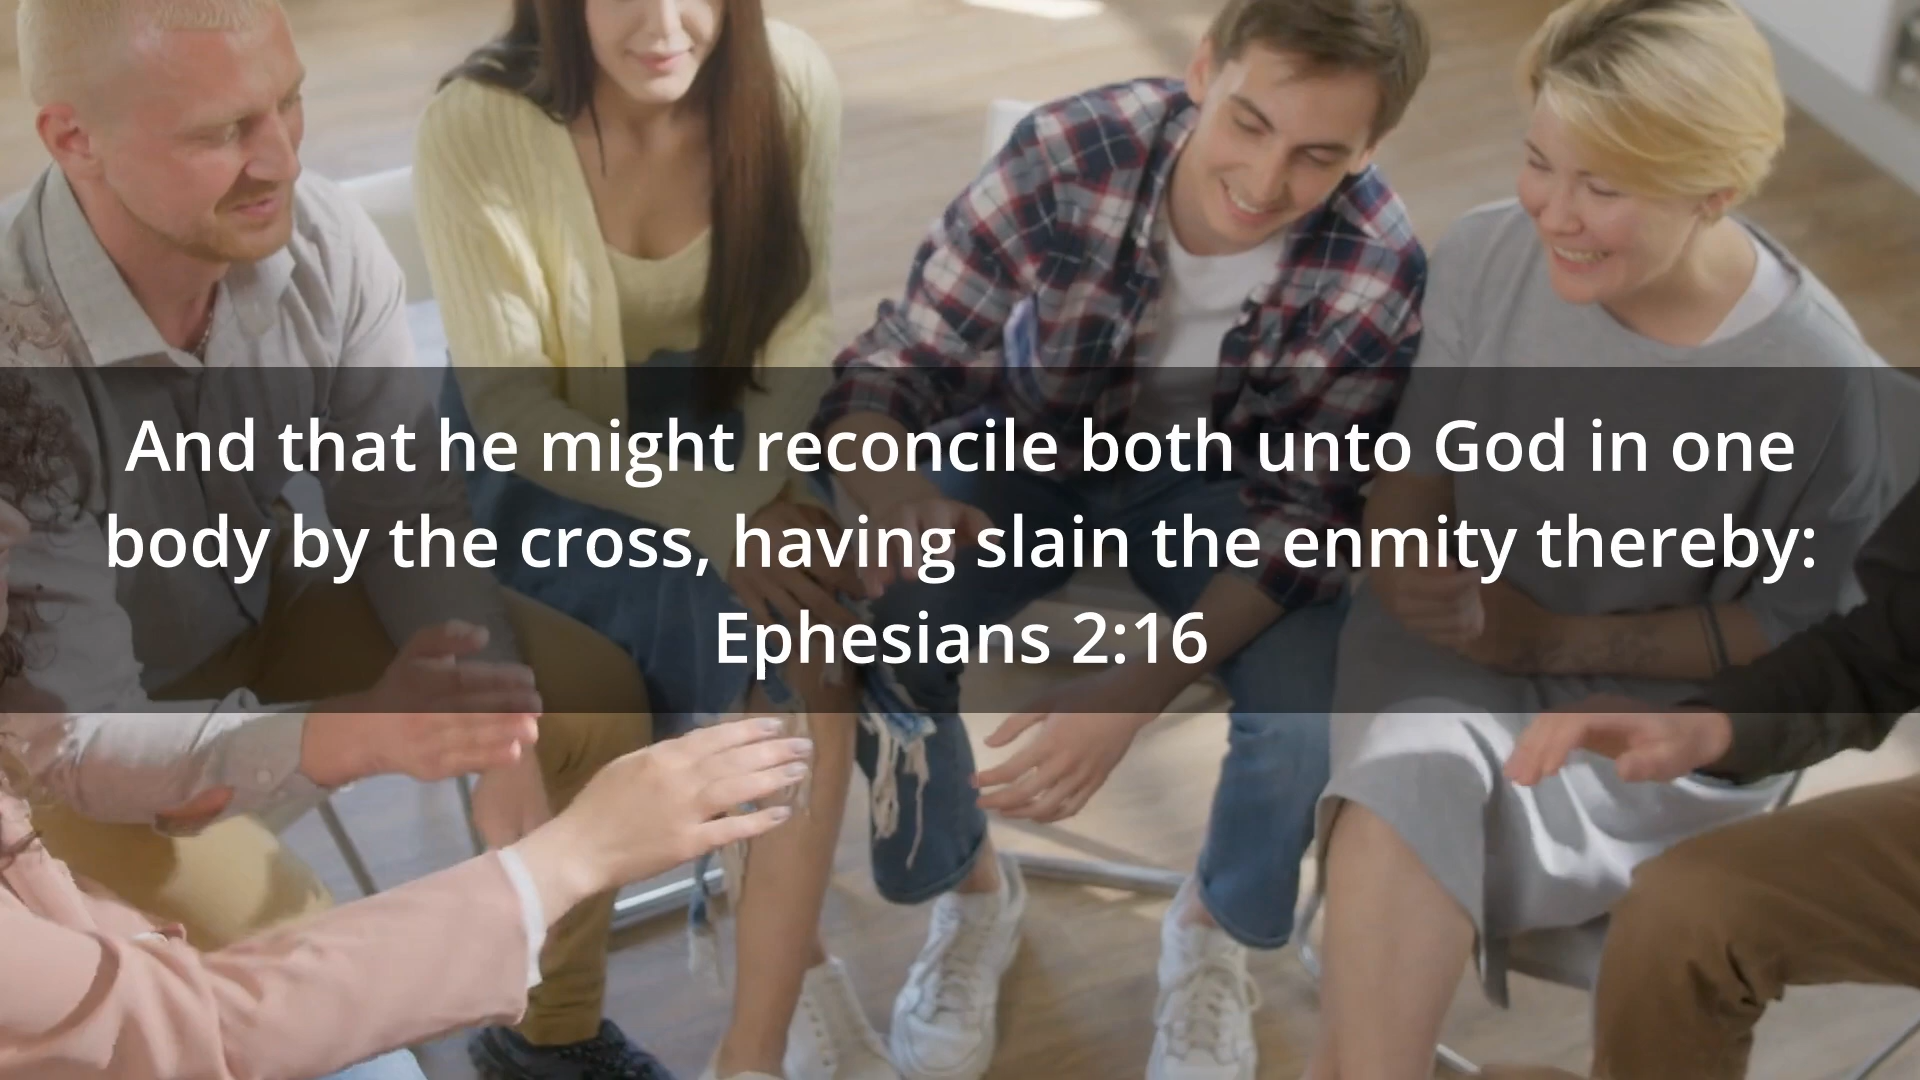 And that he might reconcile both unto God in one
body by the cross, having slain the enmity thereby:
Ephesians 2:16